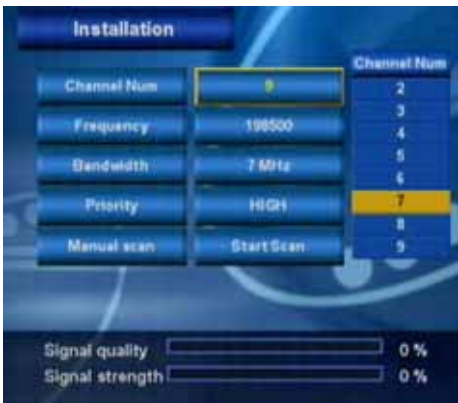 Installation
Channel Num 9
Frequency 198500
Bandwidth 7 MHz
Priority HIGH
Manual scan Start Scan
Channel Num
2
3
4
5
6
7
8
9
Signal quality 0 %
Signal strength 0 %